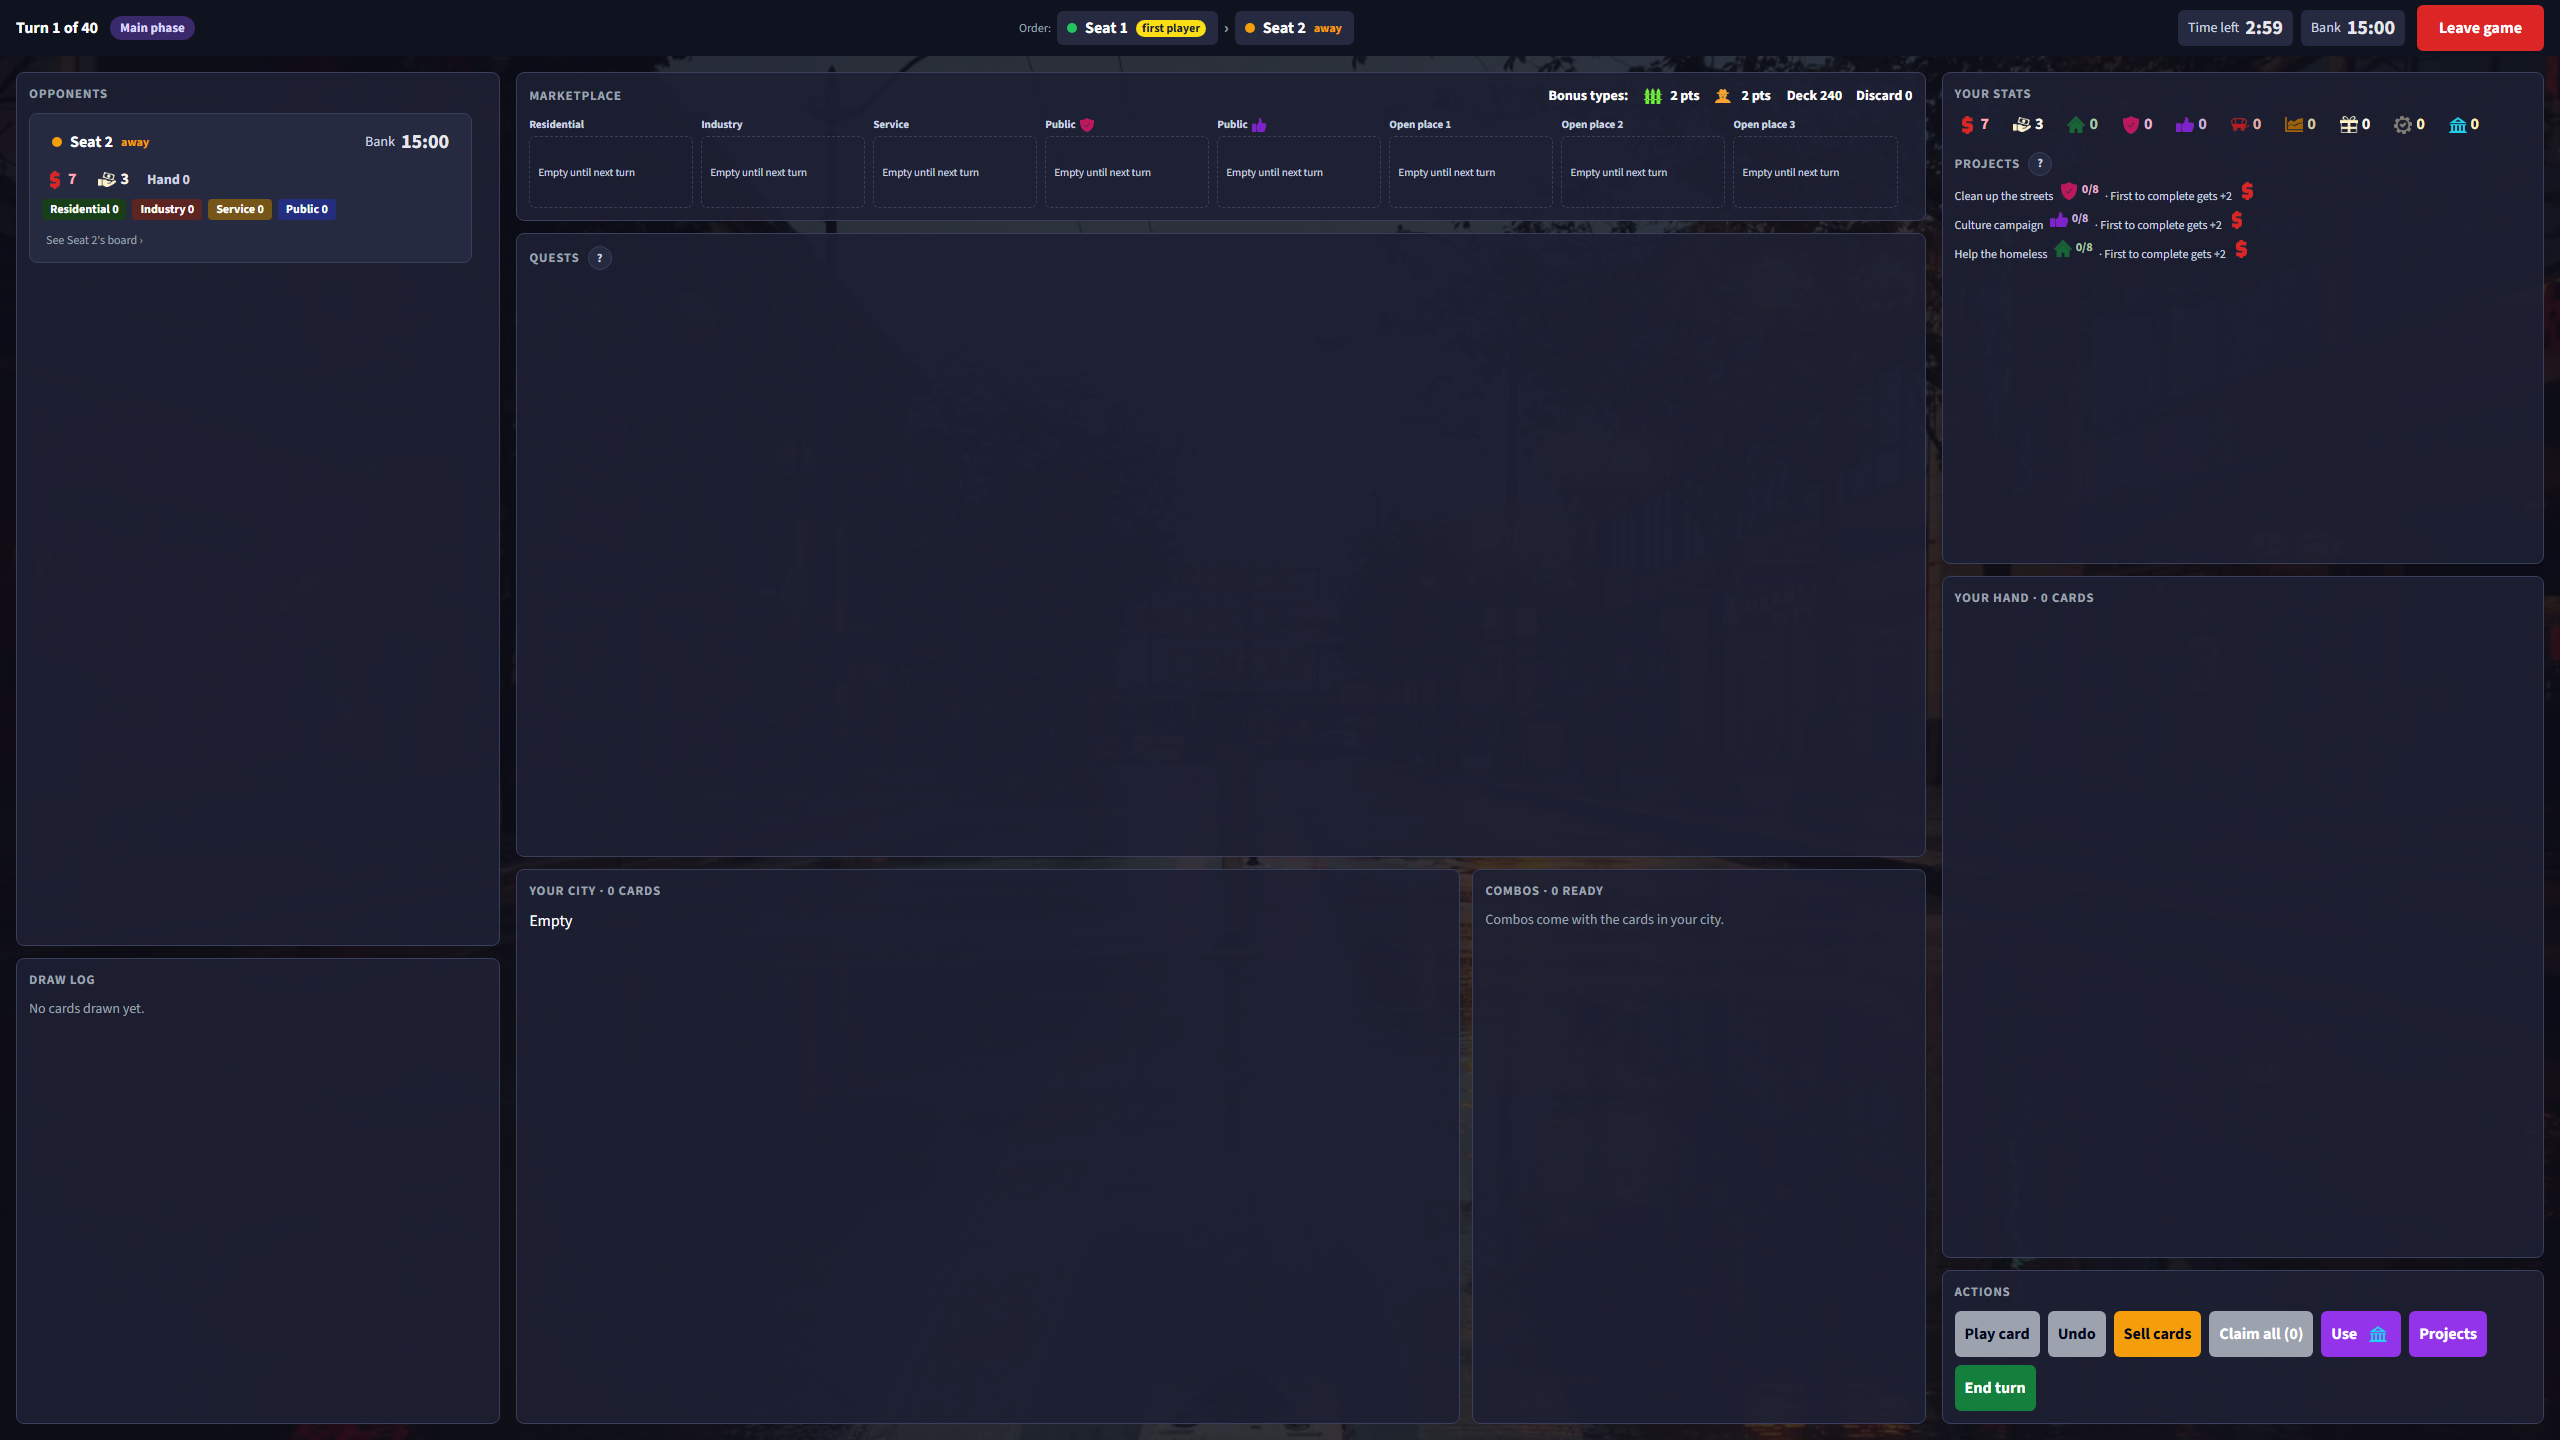 Turn 1 of 40 Main phase Order: Seat 1 first player › Seat 2 away Time left 2:59 Bank 15:00 Leave game
OPPONENTS
Seat 2 away Bank 15:00
7 3 Hand 0
Residential 0 Industry 0 Service 0 Public 0
See Seat 2's board ›
DRAW LOG
No cards drawn yet.
MARKETPLACE Bonus types: 2 pts 2 pts Deck 240 Discard 0
Residential Industry Service Public Public Open place 1 Open place 2 Open place 3
Empty until next turn Empty until next turn Empty until next turn Empty until next turn Empty until next turn Empty until next turn Empty until next turn Empty until next turn
QUESTS ?
YOUR CITY · 0 CARDS
Empty
COMBOS · 0 READY
Combos come with the cards in your city.
YOUR STATS
$ 7 3 0 0 0 0 0 0 0 0
PROJECTS ?
Clean up the streets 0/8 · First to complete gets +2 $
Culture campaign 0/8 · First to complete gets +2 $
Help the homeless 0/8 · First to complete gets +2 $
YOUR HAND · 0 CARDS
ACTIONS
Play card Undo Sell cards Claim all (0) Use Projects
End turn